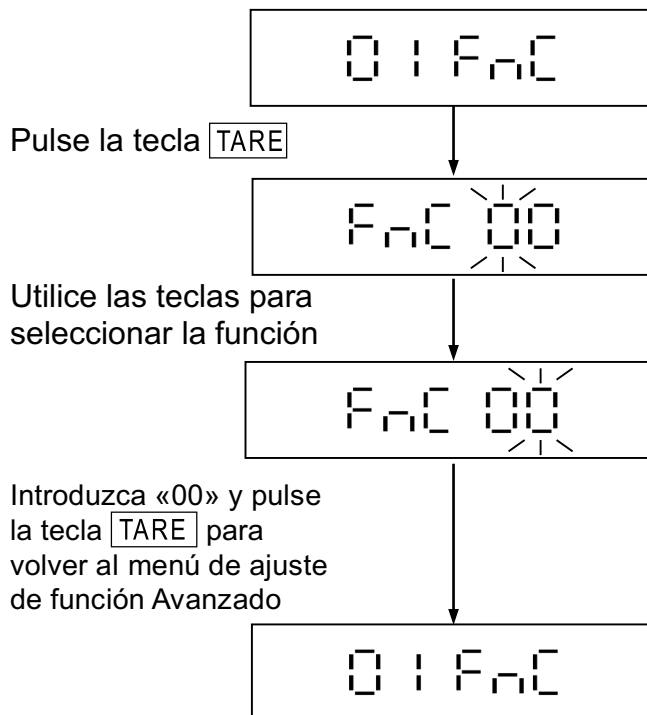 01FnC
Pulse la tecla TARE
FnC 00
Utilice las teclas para
seleccionar la función
FnC 00
Introduzca «00» y pulse
la tecla TARE para
volver al menú de ajuste
de función Avanzado
01FnC